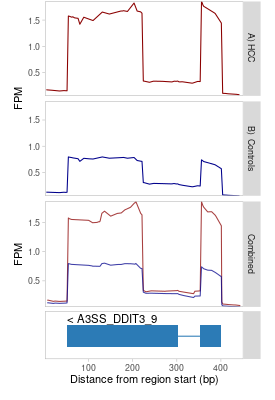 1.5
1.0
0.5
A) HCC
FPM
1.5
1.0
0.5
B) Controls
1.5
1.0
0.5
FPM
Combined
< A3SS_DDIT3_9
100 200 300 400
Distance from region start (bp)